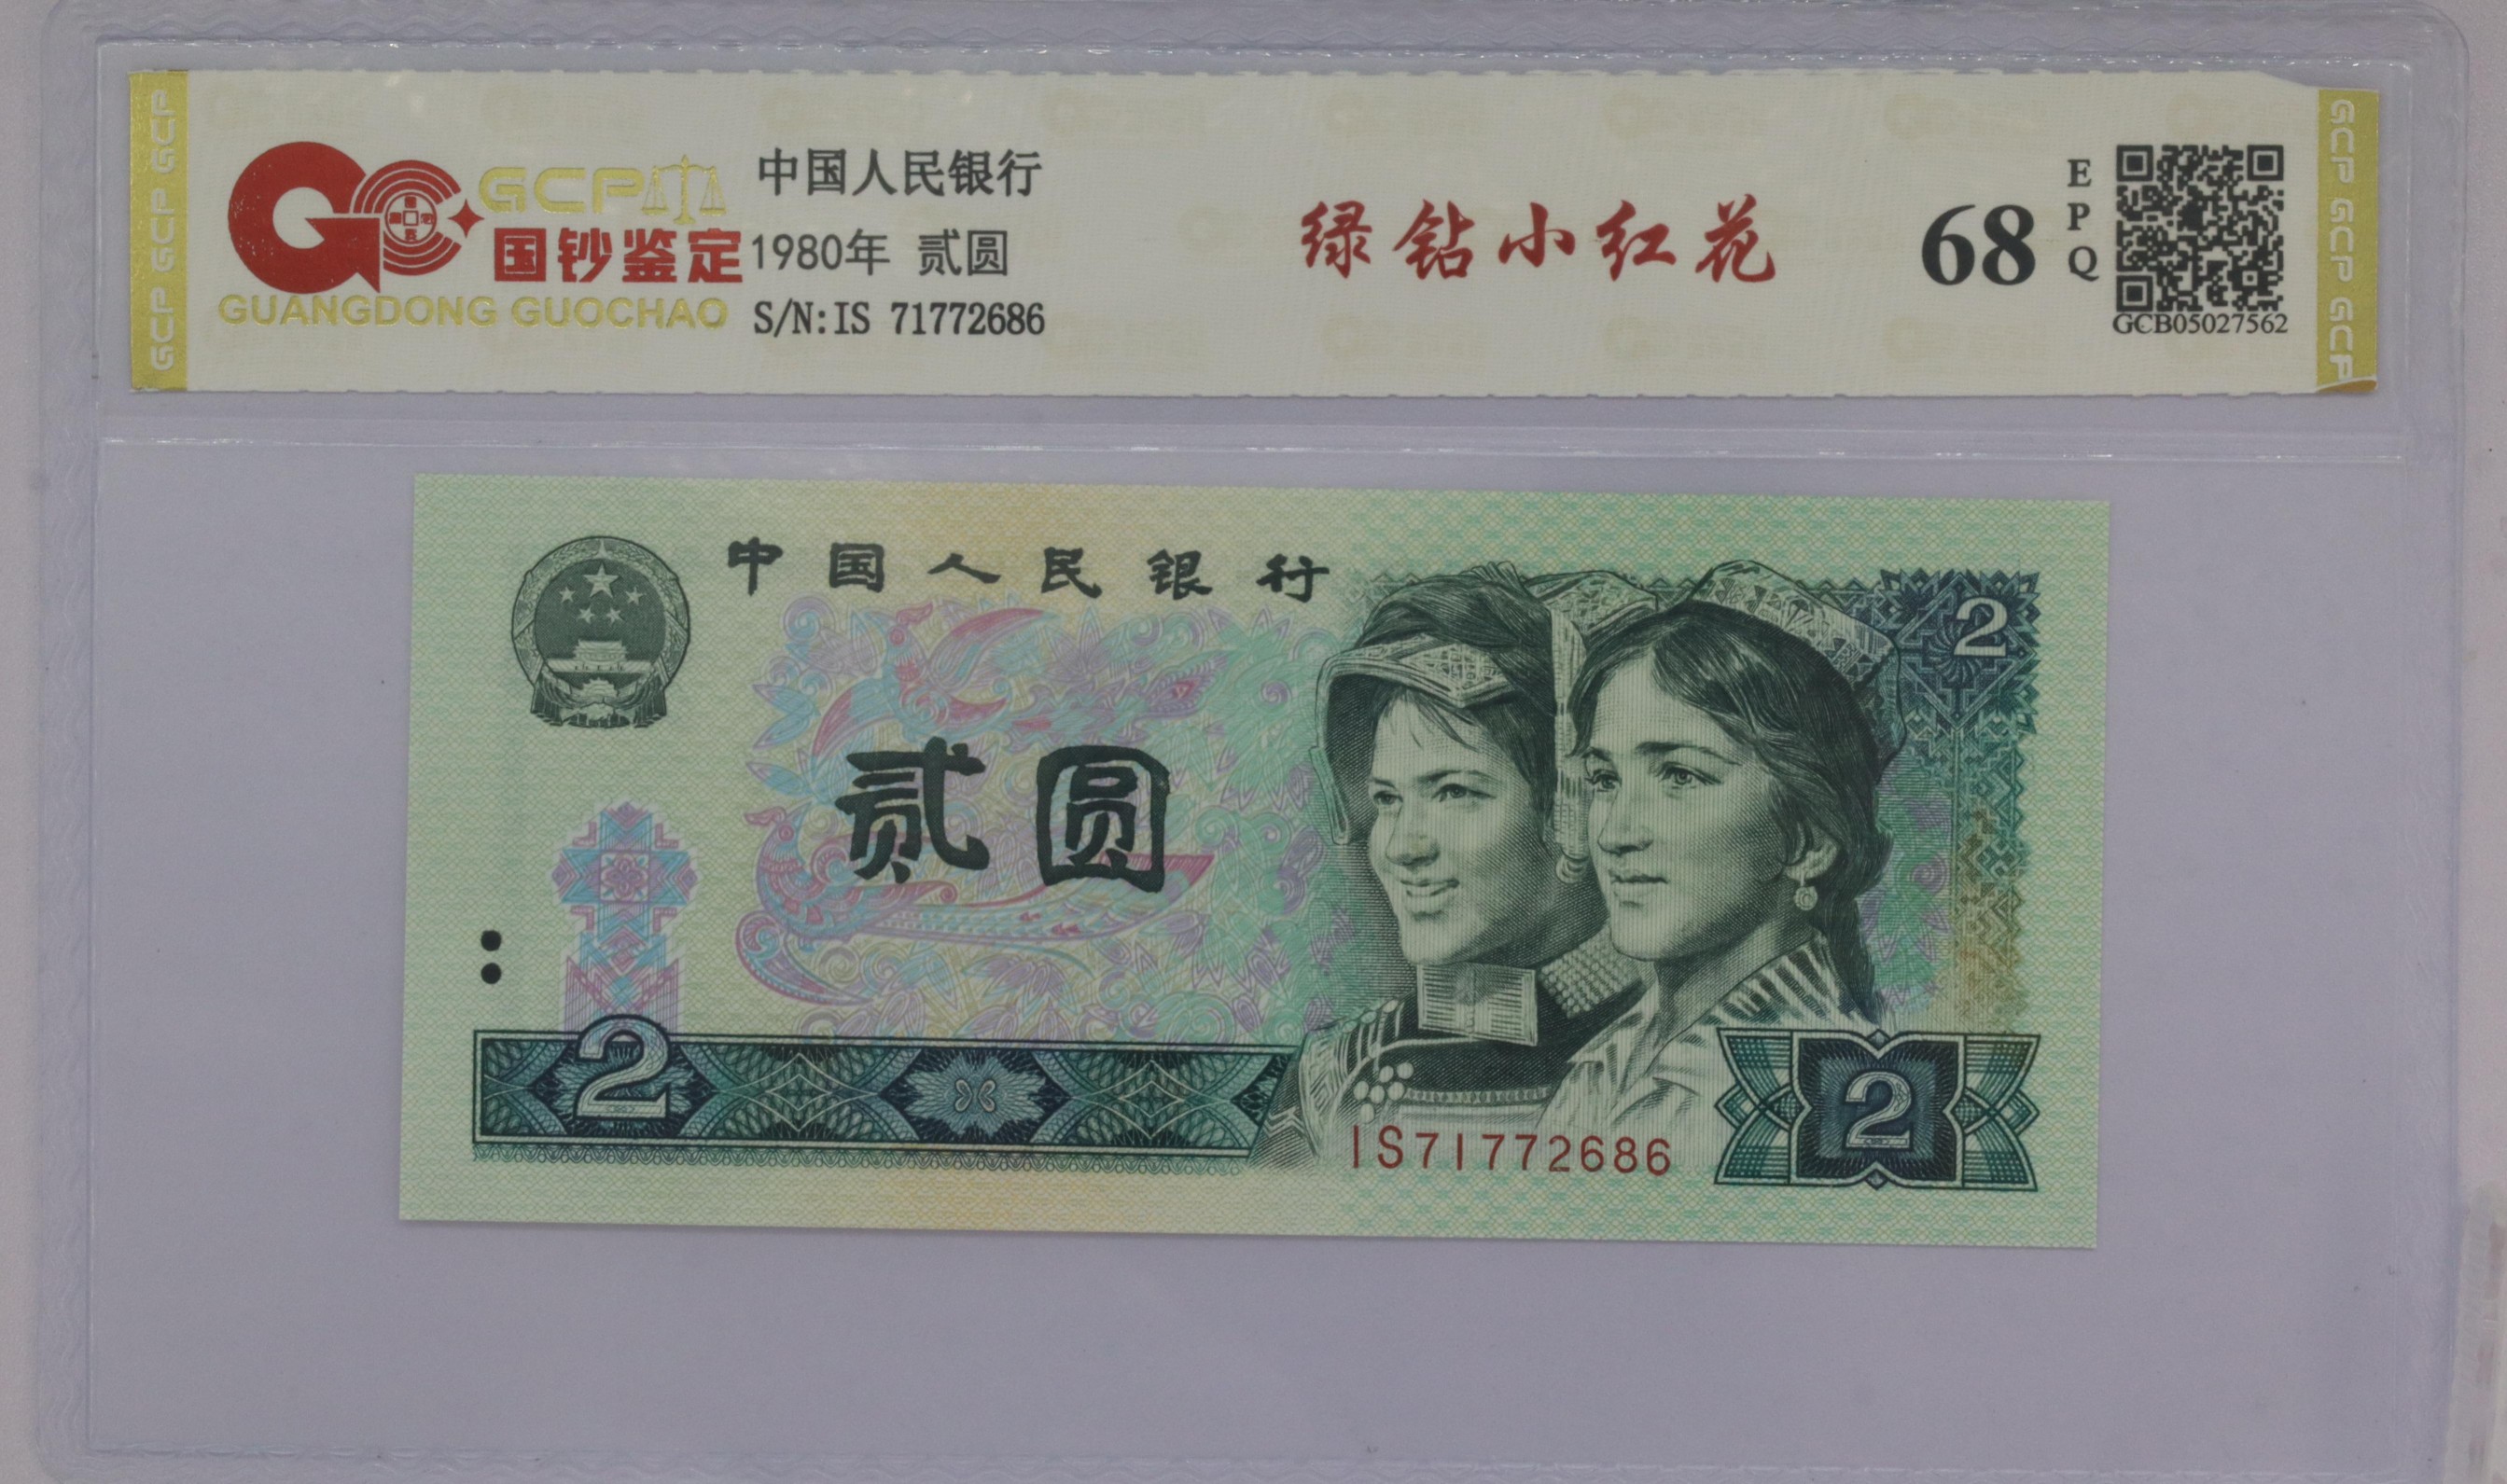 GCP GCP GCP
GCP
国钞鉴定
GUANGDONG GUOCHAO
中国人民银行
1980年 贰圆
S/N:IS 71772686
绿钻小红花
68
EPQ
GCB05027562
GCP GCP GCP
中国人民银行
2
贰圆
2
IS71772686
2